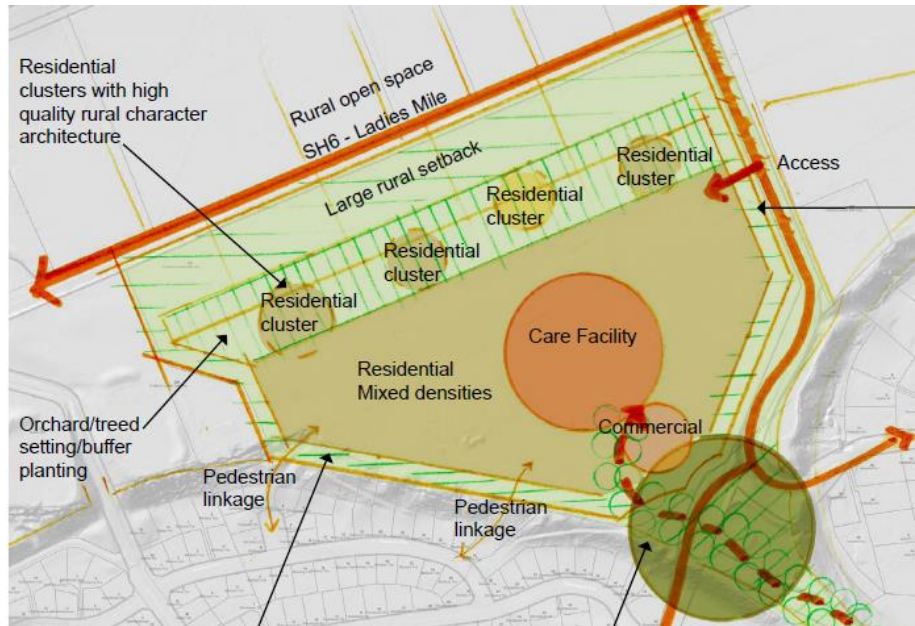 Residential
clusters with high
quality rural character
architecture
Rural open space
SH6 - Ladies Mile
Large rural setback
Residential
cluster
Access
Residential
cluster
Residential
cluster
Residential
cluster
Care Facility
Residential
Mixed densities
Commercial
Orchard/treed
setting/buffer
planting
Pedestrian
linkage
Pedestrian
linkage